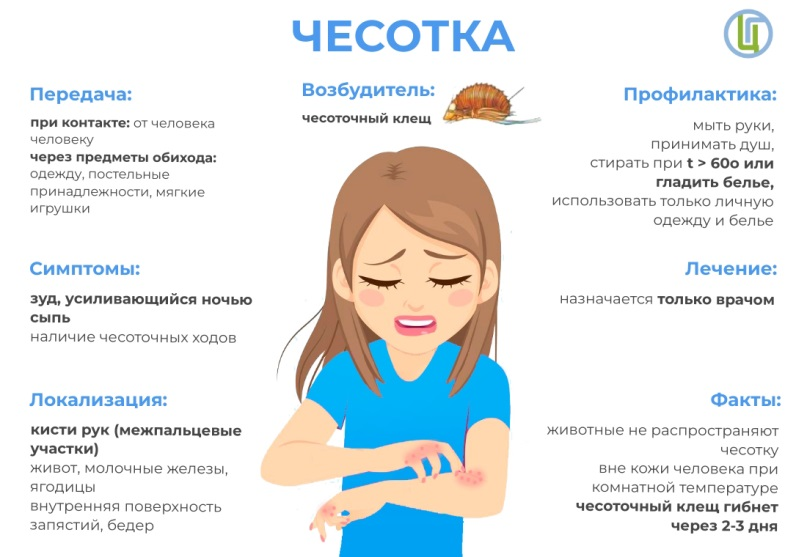 ЧЕСОТКА
Передача:
при контакте: от человека
человеку
через предметы обихода:
одежду, постельные
принадлежности, мягкие
игрушки
Возбудитель:
чесоточный клещ
Профилактика:
мыть руки,
принимать душ,
стирать при t > 60о или
гладить белье,
использовать только личную
одежду и белье
Симптомы:
зуд, усиливающийся ночью
сыпь
наличие чесоточных ходов
Лечение:
назначается только врачом
Локализация:
кисти рук (межпальцевые
участки)
живот, молочные железы,
ягодицы
внутренняя поверхность
запястий, бедер
Факты:
животные не распространяют
чесотку
вне кожи человека при
комнатной температуре
чесоточный клещ гибнет
через 2-3 дня